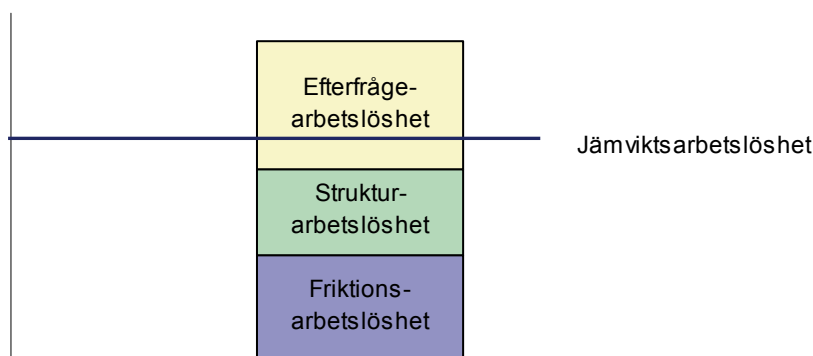 Efterfråge-
arbetslöshet
Jämviktsarbetslöshet
Struktur-
arbetslöshet
Friktions-
arbetslöshet